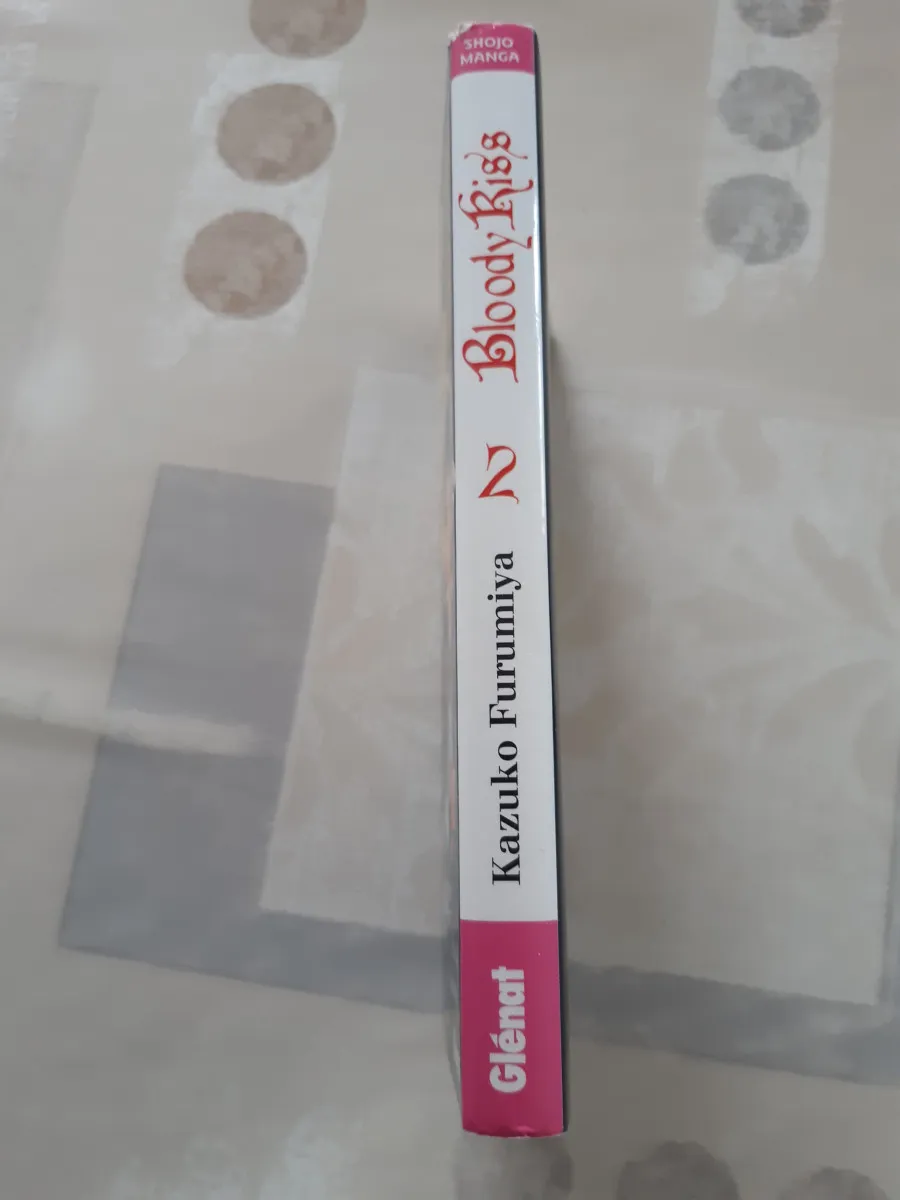 SHOJO
MANGA
Bloody Kiss
2
Kazuko Furumiya
Glénat